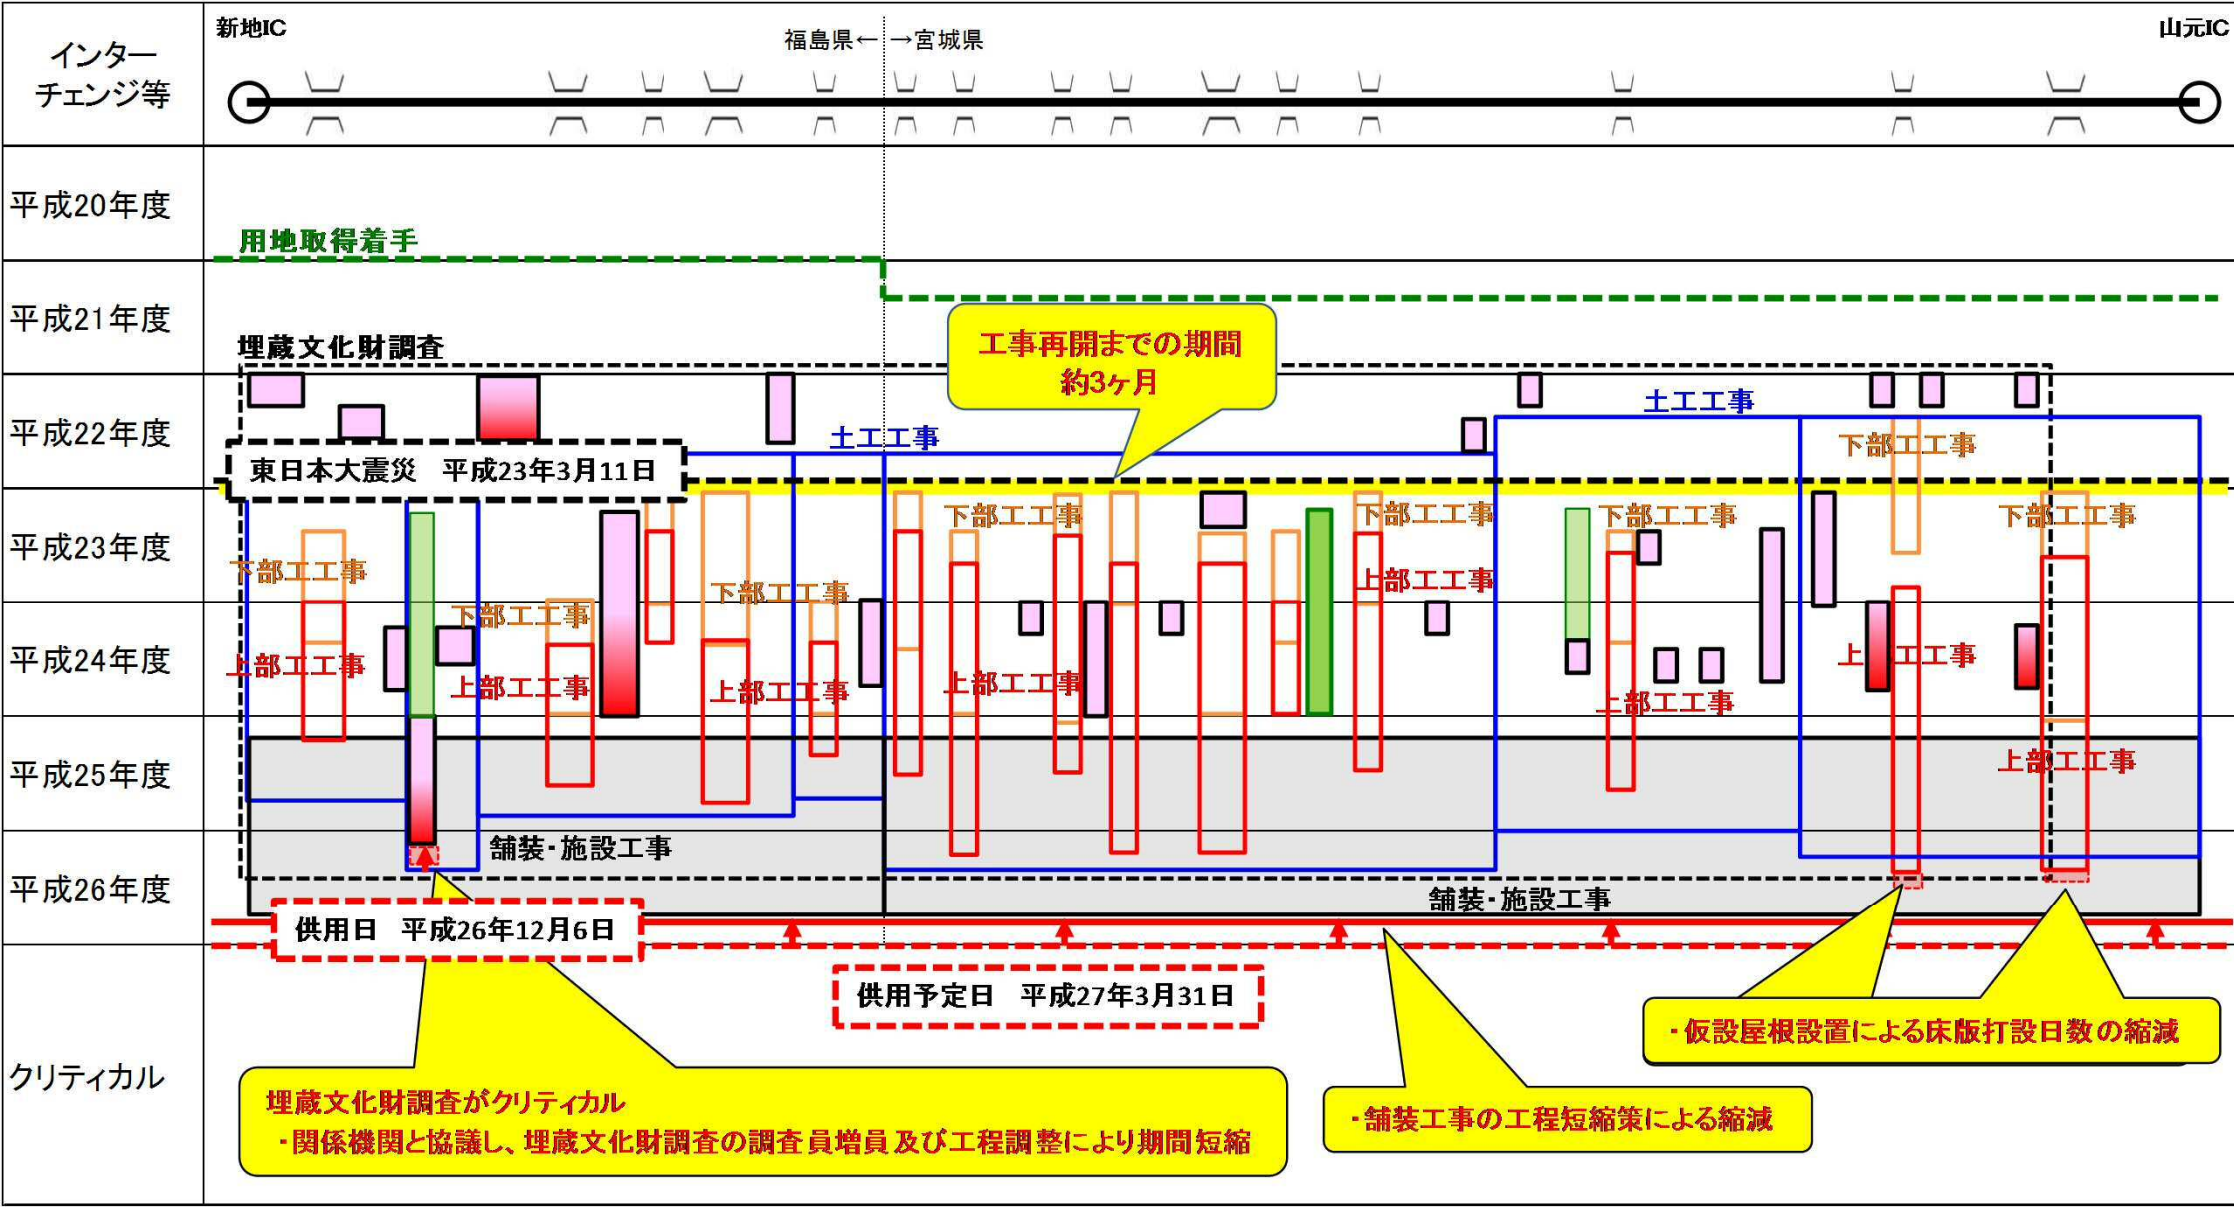 インター
チェンジ等
新地IC
福島県←
→宮城県
山元IC
平成20年度
用地取得着手
平成21年度
埋蔵文化財調査
工事再開までの期間
約3ヶ月
平成22年度
土工工事
土工工事
下部工工事
東日本大震災 平成23年3月11日
平成23年度
下部工工事
下部工工事
下部工工事
下部工工事
下部工工事
上部工工事
下部工工事
下部工工事
平成24年度
下部工工事
上部工工事
上部工工事
上部工工事
上部工工事
上部工工事
上 工工事
平成25年度
上部工工事
舗装・施設工事
平成26年度
舗装・施設工事
供用日 平成26年12月6日
供用予定日 平成27年3月31日
・仮設屋根設置による床版打設日数の縮減
クリティカル
埋蔵文化財調査がクリティカル
・関係機関と協議し、埋蔵文化財調査の調査員増員及び工程調整により期間短縮
・舗装工事の工程短縮策による縮減